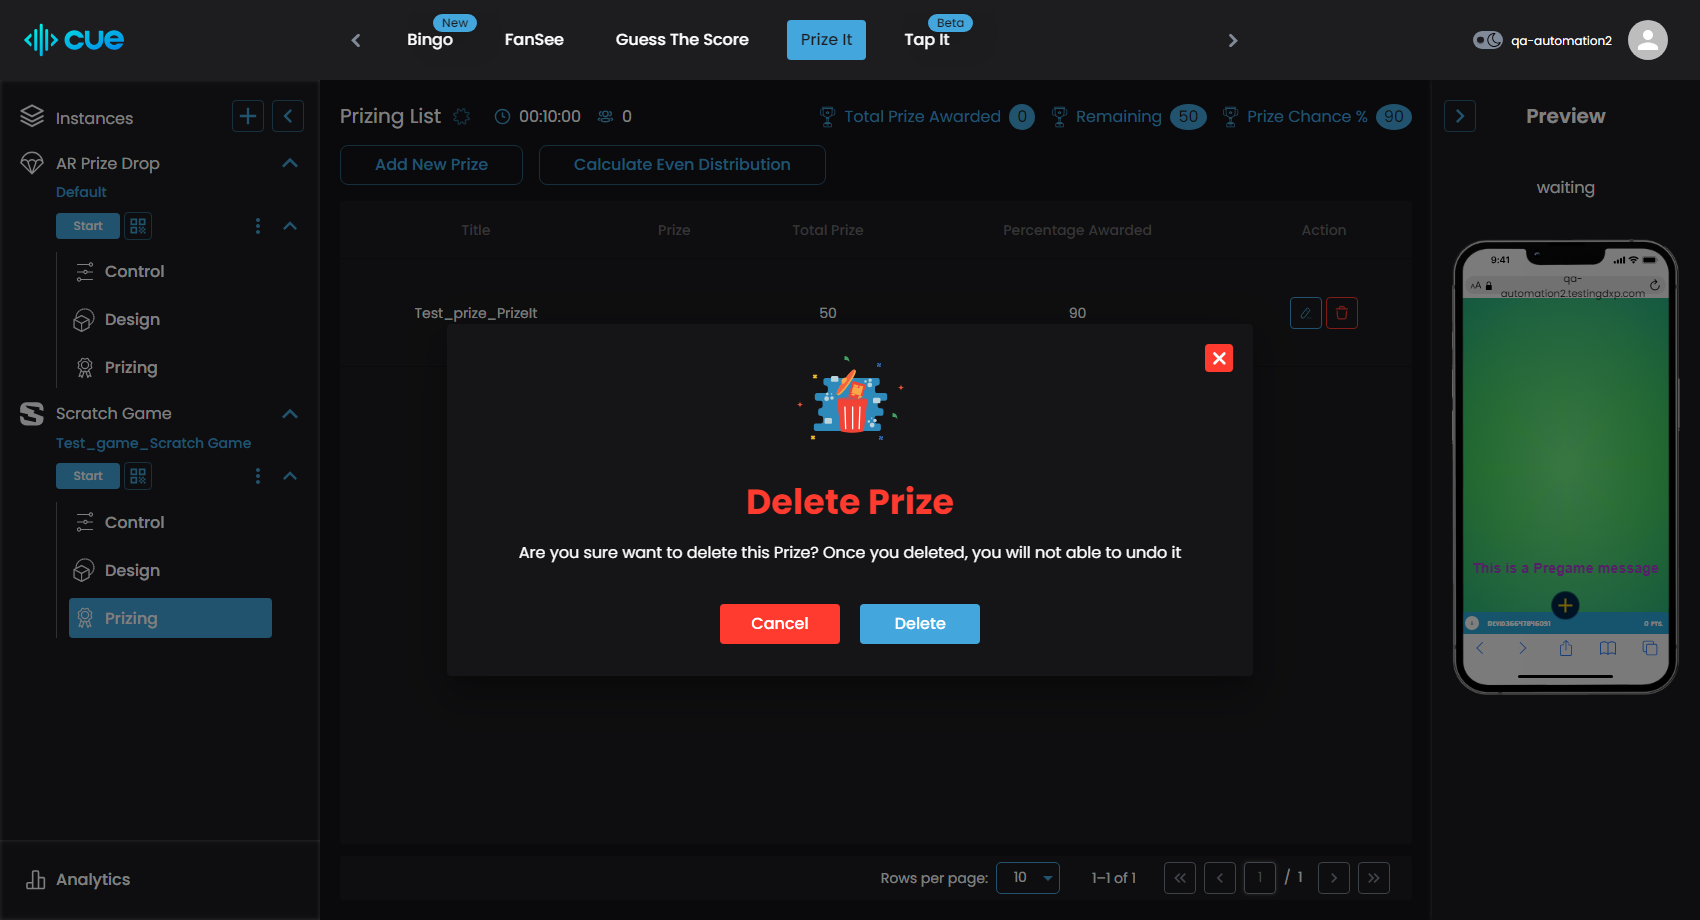 cue
New
Bingo
FanSee
Guess The Score
Prize It
Beta
Tap It
qa-automation2
Instances
AR Prize Drop
Default
Start
Control
Design
Prizing
Scratch Game
Test_game_Scratch Game
Start
Control
Design
Prizing
Analytics
Prizing List
00:10:00
0
Total Prize Awarded 0
Remaining 50
Prize Chance % 90
Add New Prize
Calculate Even Distribution
Title Prize Total Prize Percentage Awarded Action
Test_prize_PrizeIt 50 90
Delete Prize
Are you sure want to delete this Prize? Once you deleted, you will not able to undo it
Cancel
Delete
Rows per page: 10 1–1 of 1 1 / 1
Preview
waiting
9:41
AA
qa-
automation2.testingdxp.com
This is a Pregame message
0 PTS.